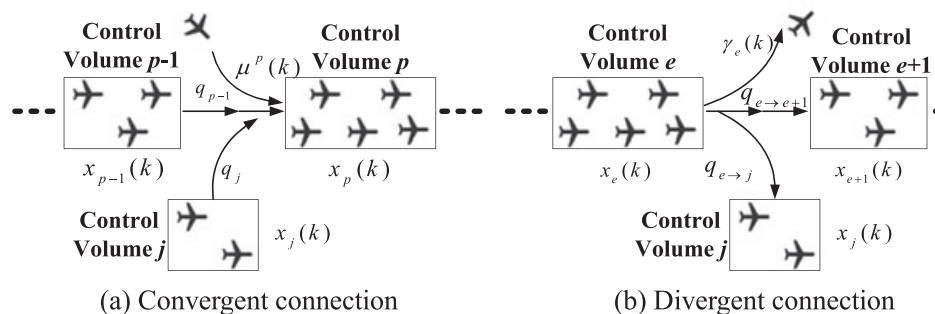 Control
Volume p-1
μ^p(k)
Control
Volume p
q_{p-1}
x_{p-1}(k)
x_p(k)
q_j
Control
Volume j
x_j(k)
(a) Convergent connection
Control
Volume e
γ_e(k)
Control
Volume e+1
q_{e→e+1}
x_e(k)
x_{e+1}(k)
q_{e→j}
Control
Volume j
x_j(k)
(b) Divergent connection